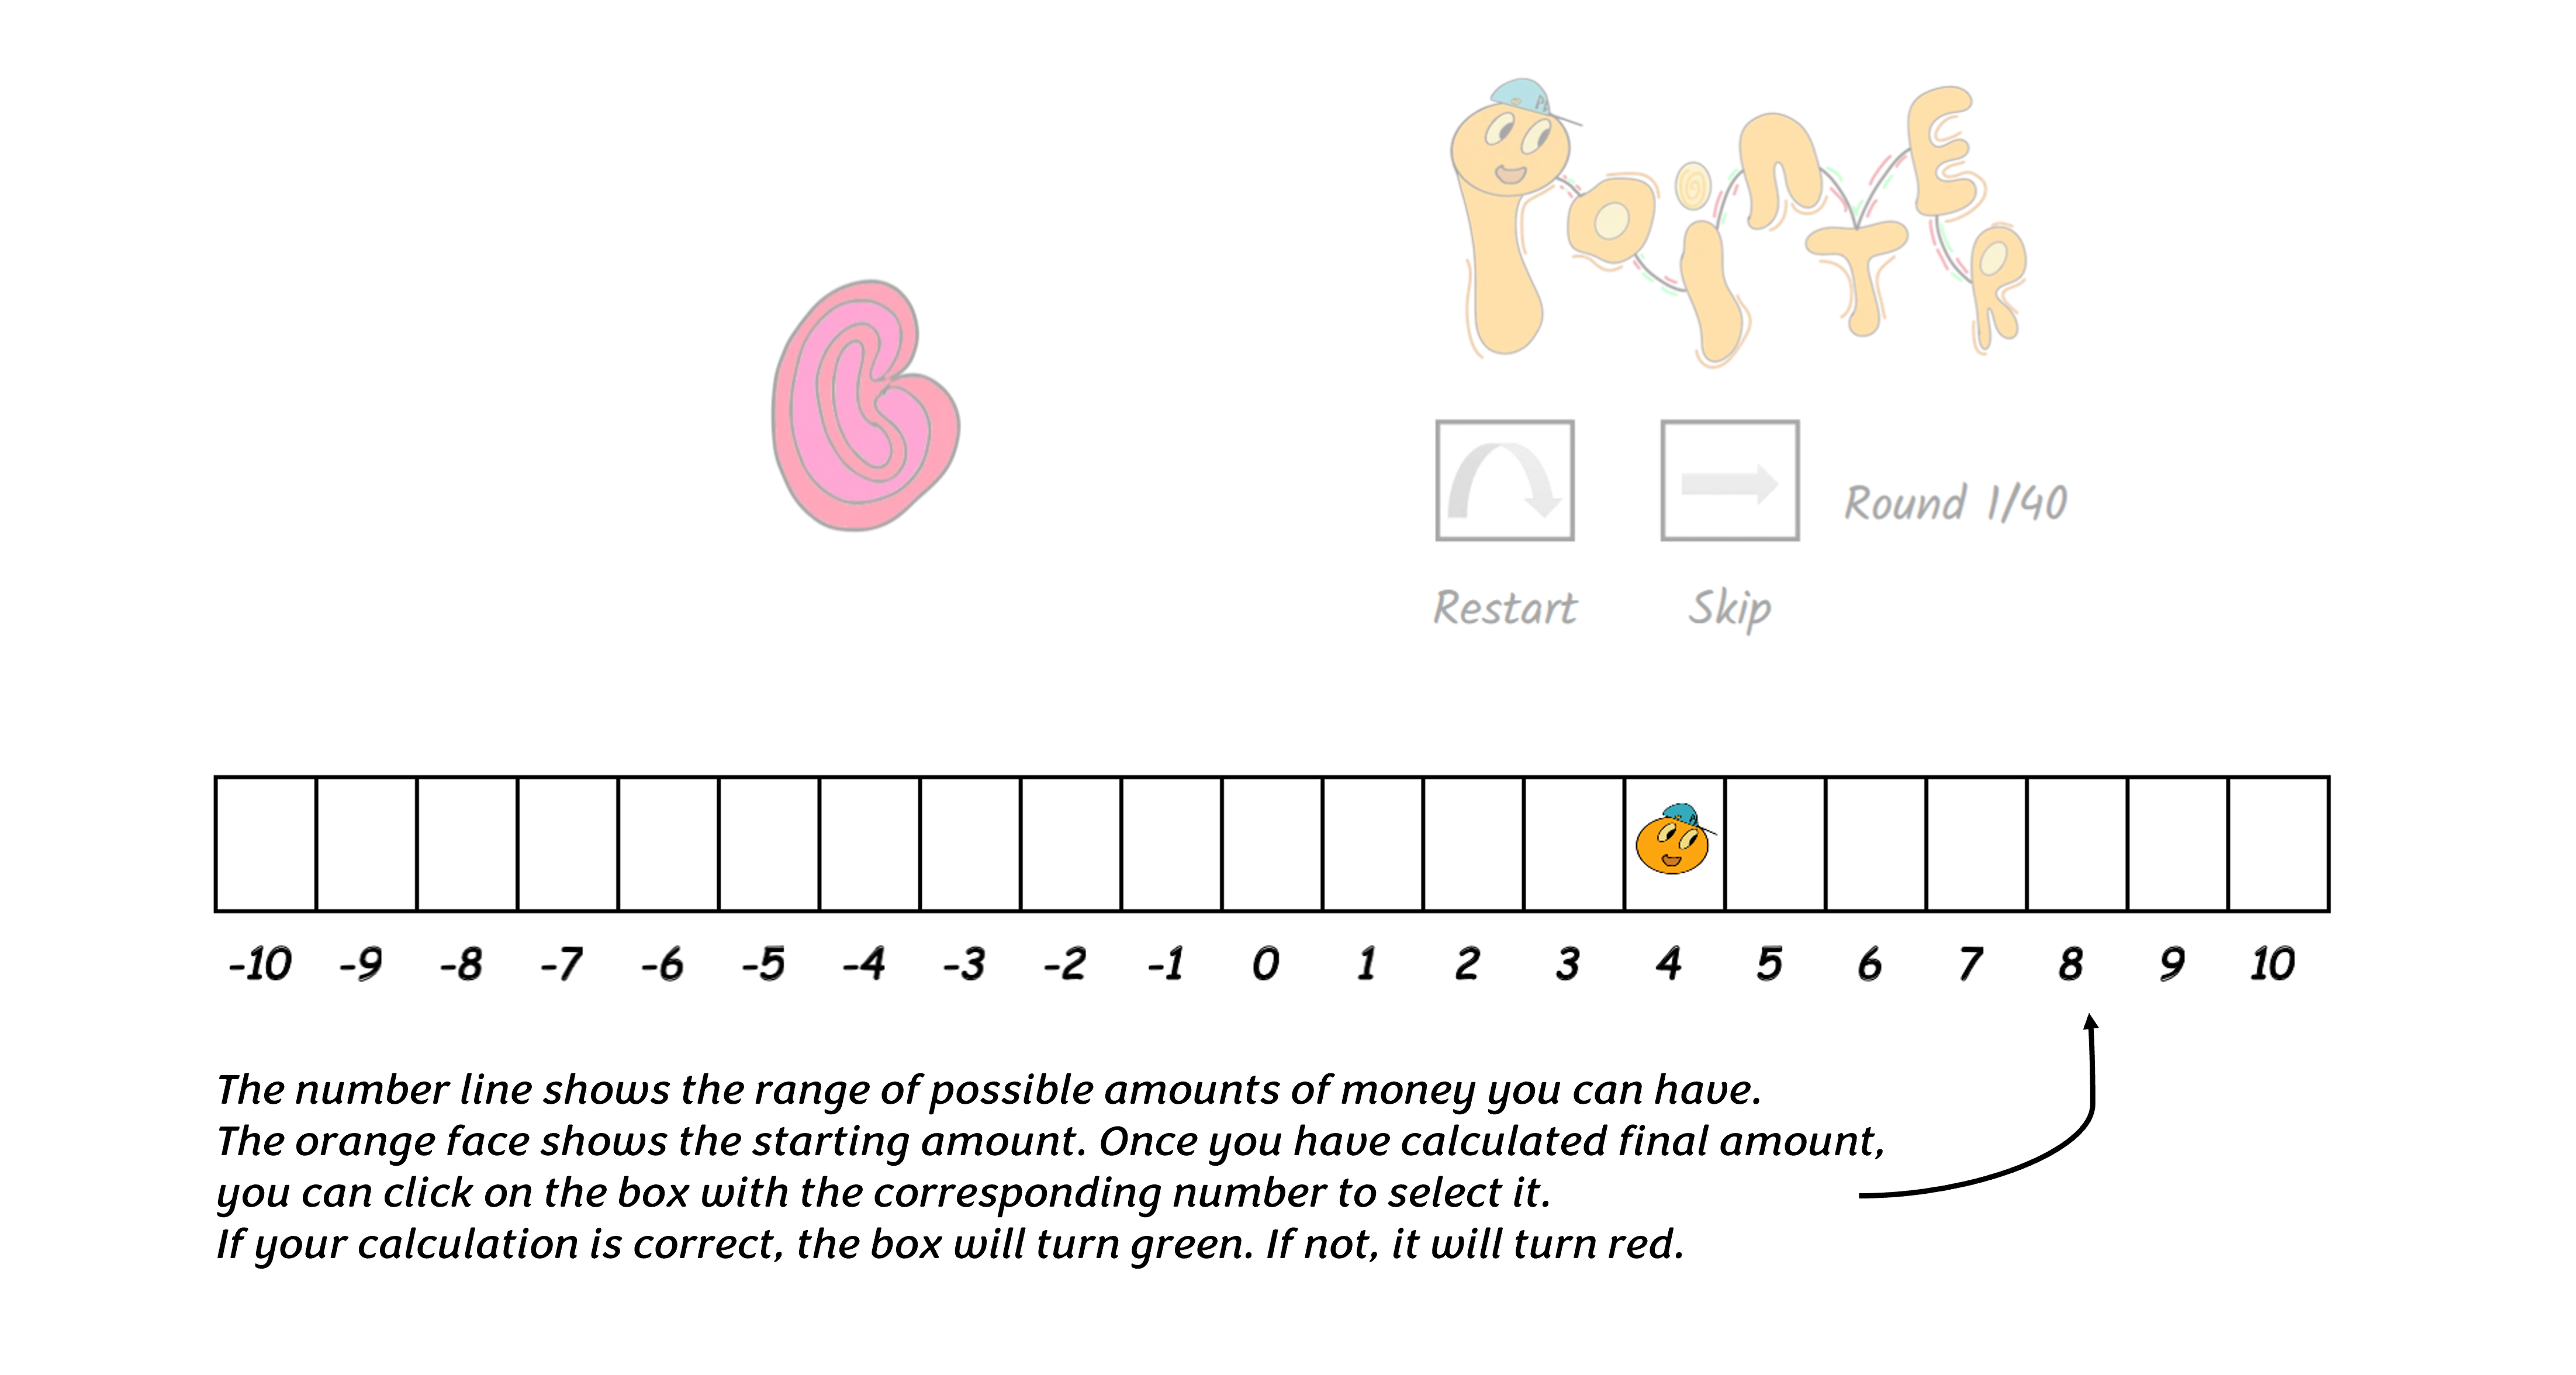 POiNTER
Round 1/40
Restart Skip
-10 -9 -8 -7 -6 -5 -4 -3 -2 -1 0 1 2 3 4 5 6 7 8 9 10
The number line shows the range of possible amounts of money you can have.
The orange face shows the starting amount. Once you have calculated final amount,
you can click on the box with the corresponding number to select it.
If your calculation is correct, the box will turn green. If not, it will turn red.